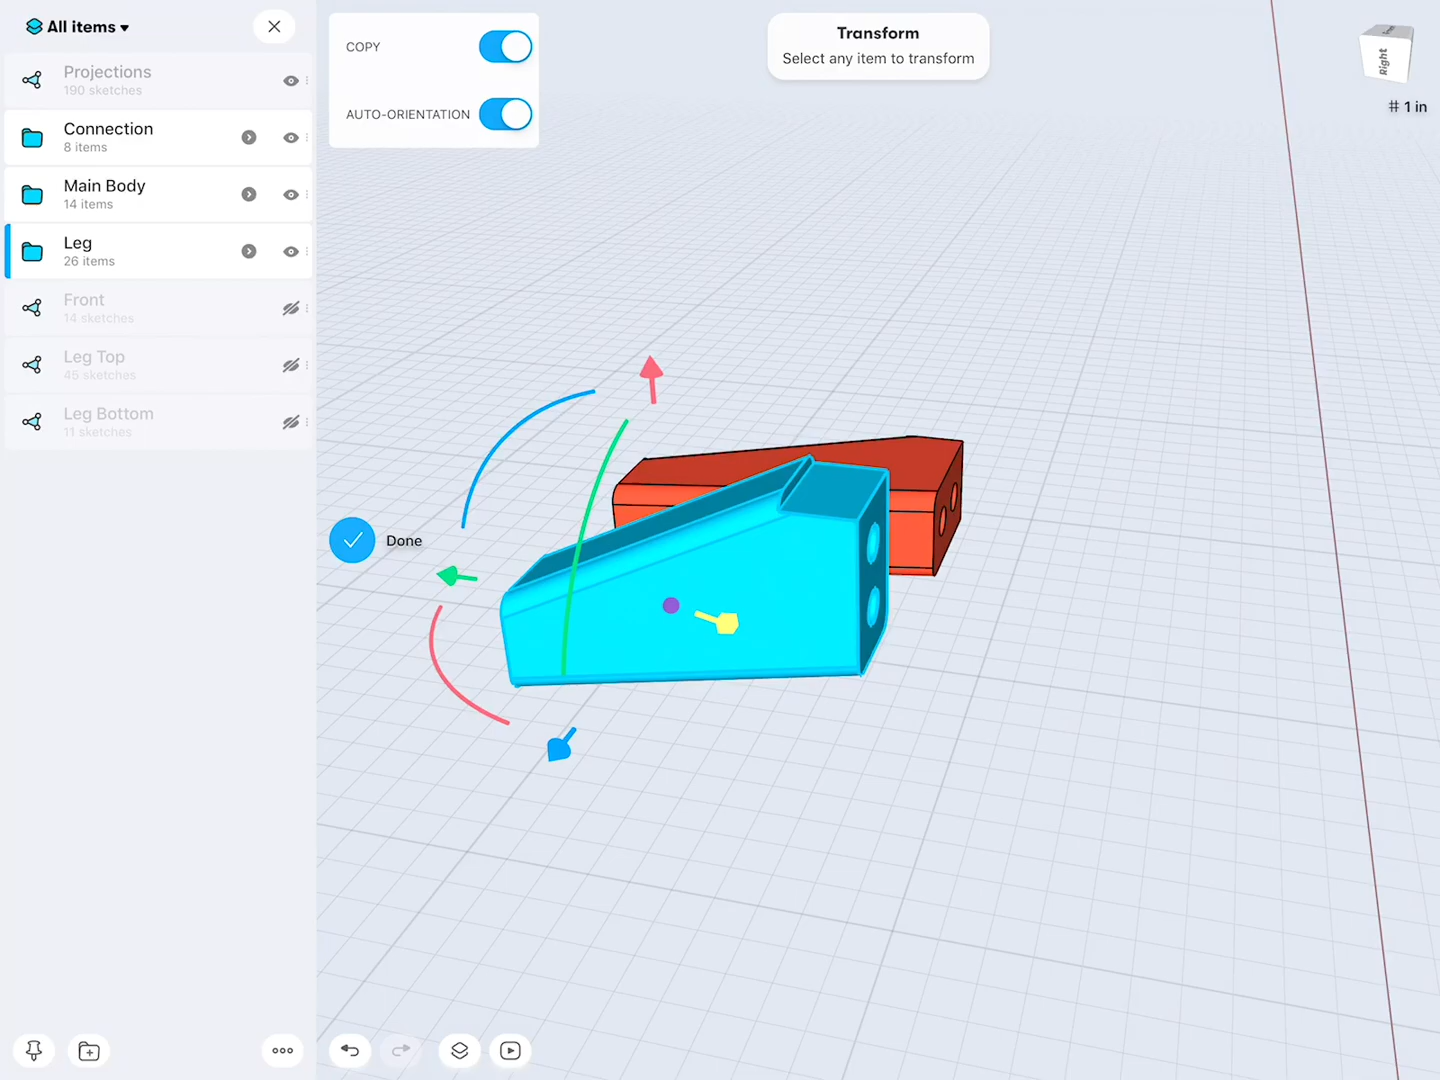 All items
Projections
190 sketches
Connection
8 items
Main Body
14 items
Leg
26 items
Front
14 sketches
Leg Top
45 sketches
Leg Bottom
11 sketches
COPY
AUTO-ORIENTATION
Transform
Select any item to transform
Right
# 1 in
Done